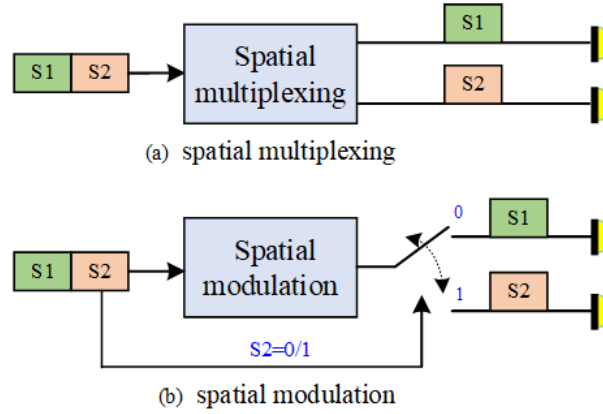 S1
S1 S2
Spatial
multiplexing
S2
(a) spatial multiplexing
0
S1
S1 S2
Spatial
modulation
1
S2
S2=0/1
(b) spatial modulation